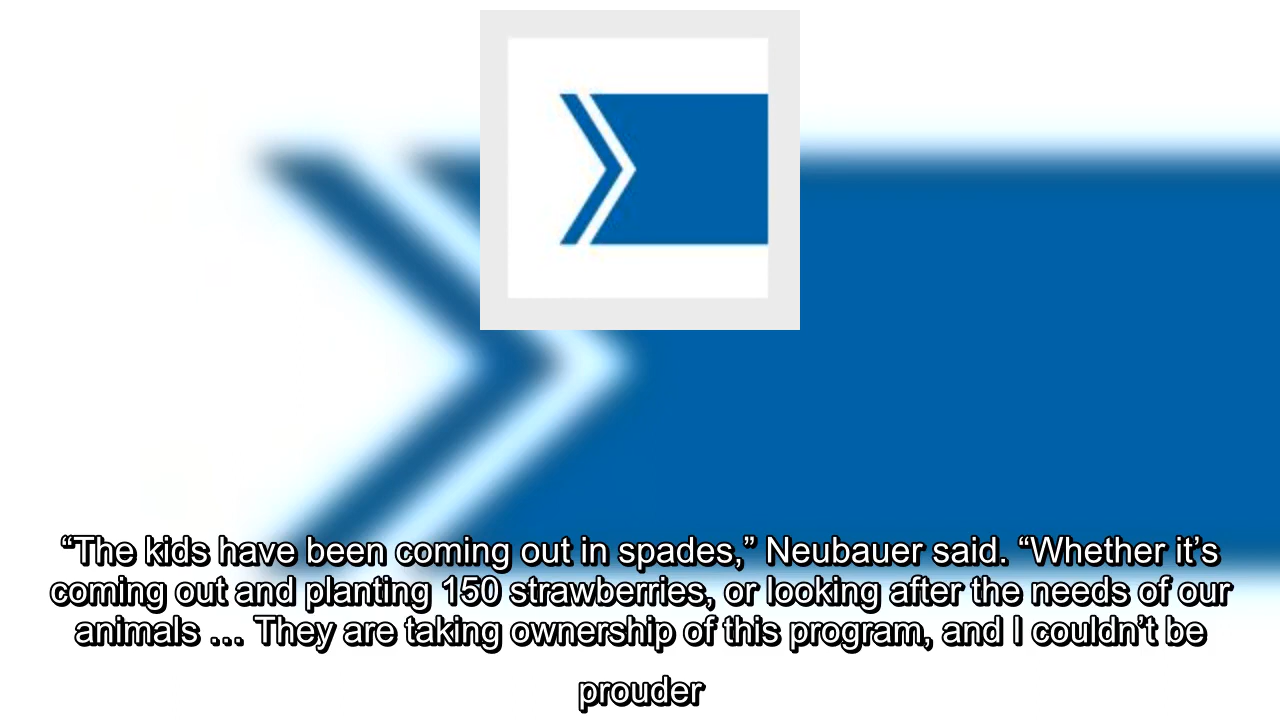 “The kids have been coming out in spades,” Neubauer said. “Whether it’s
coming out and planting 150 strawberries, or looking after the needs of our
animals … They are taking ownership of this program, and I couldn’t be
prouder